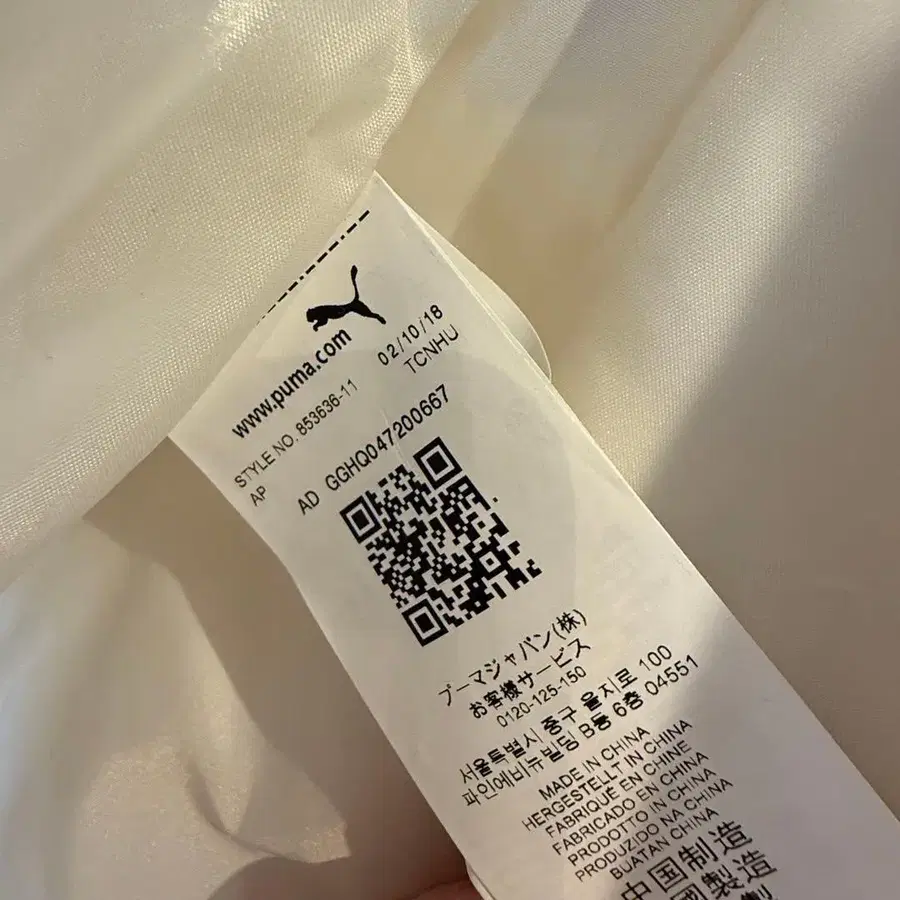 www.puma.com
STYLE NO. 853636-11 02/10/18
AP TCNHU
AD GGHQ047200667
プーマジャパン(株)
お客様サービス
0120-125-150
서울특별시 중구 을지로 100
파인에비뉴빌딩 B동 6층 04551
MADE IN CHINA
HERGESTELLT IN CHINA
FABRIQUÉ EN CHINE
FABRICADO EN CHINA
PRODOTTO IN CHINA
PRODUZIDO NA CHINA
BUATAN CHINA
中国制造
國製造